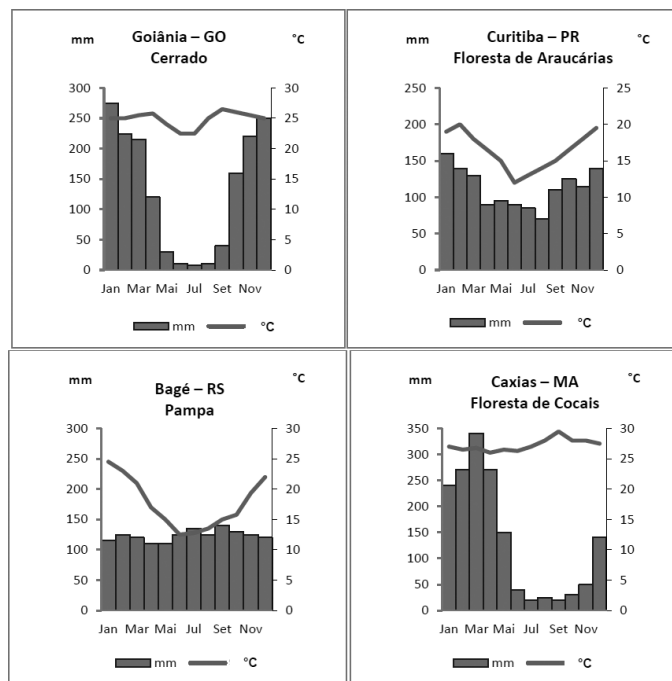 mm Goiânia – GO °C
Cerrado
300 30
250 25
200 20
150 15
100 10
50 5
0 0
Jan Mar Mai Jul Set Nov
mm °C
mm Curitiba – PR °C
Floresta de Araucárias
250 25
200 20
150 15
100 10
50 5
0 0
Jan Mar Mai Jul Set Nov
mm °C
mm °C
Bagé – RS
Pampa
300 30
250 25
200 20
150 15
100 10
50 5
0 0
Jan Mar Mai Jul Set Nov
mm °C
mm °C
Caxias – MA
Floresta de Cocais
350 30
300 25
250 20
200 15
150 10
100 5
50 0
0
Jan Mar Mai Jul Set Nov
mm °C